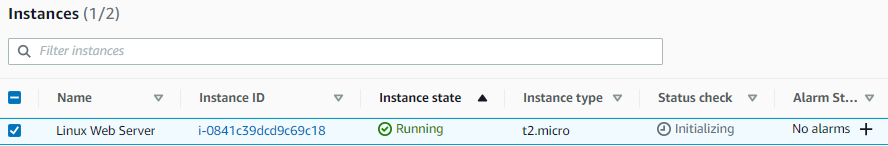 Instances (1/2)
Filter instances
Name Instance ID Instance state Instance type Status check Alarm St...
Linux Web Server i-0841c39dcd9c69c18 Running t2.micro Initializing No alarms +